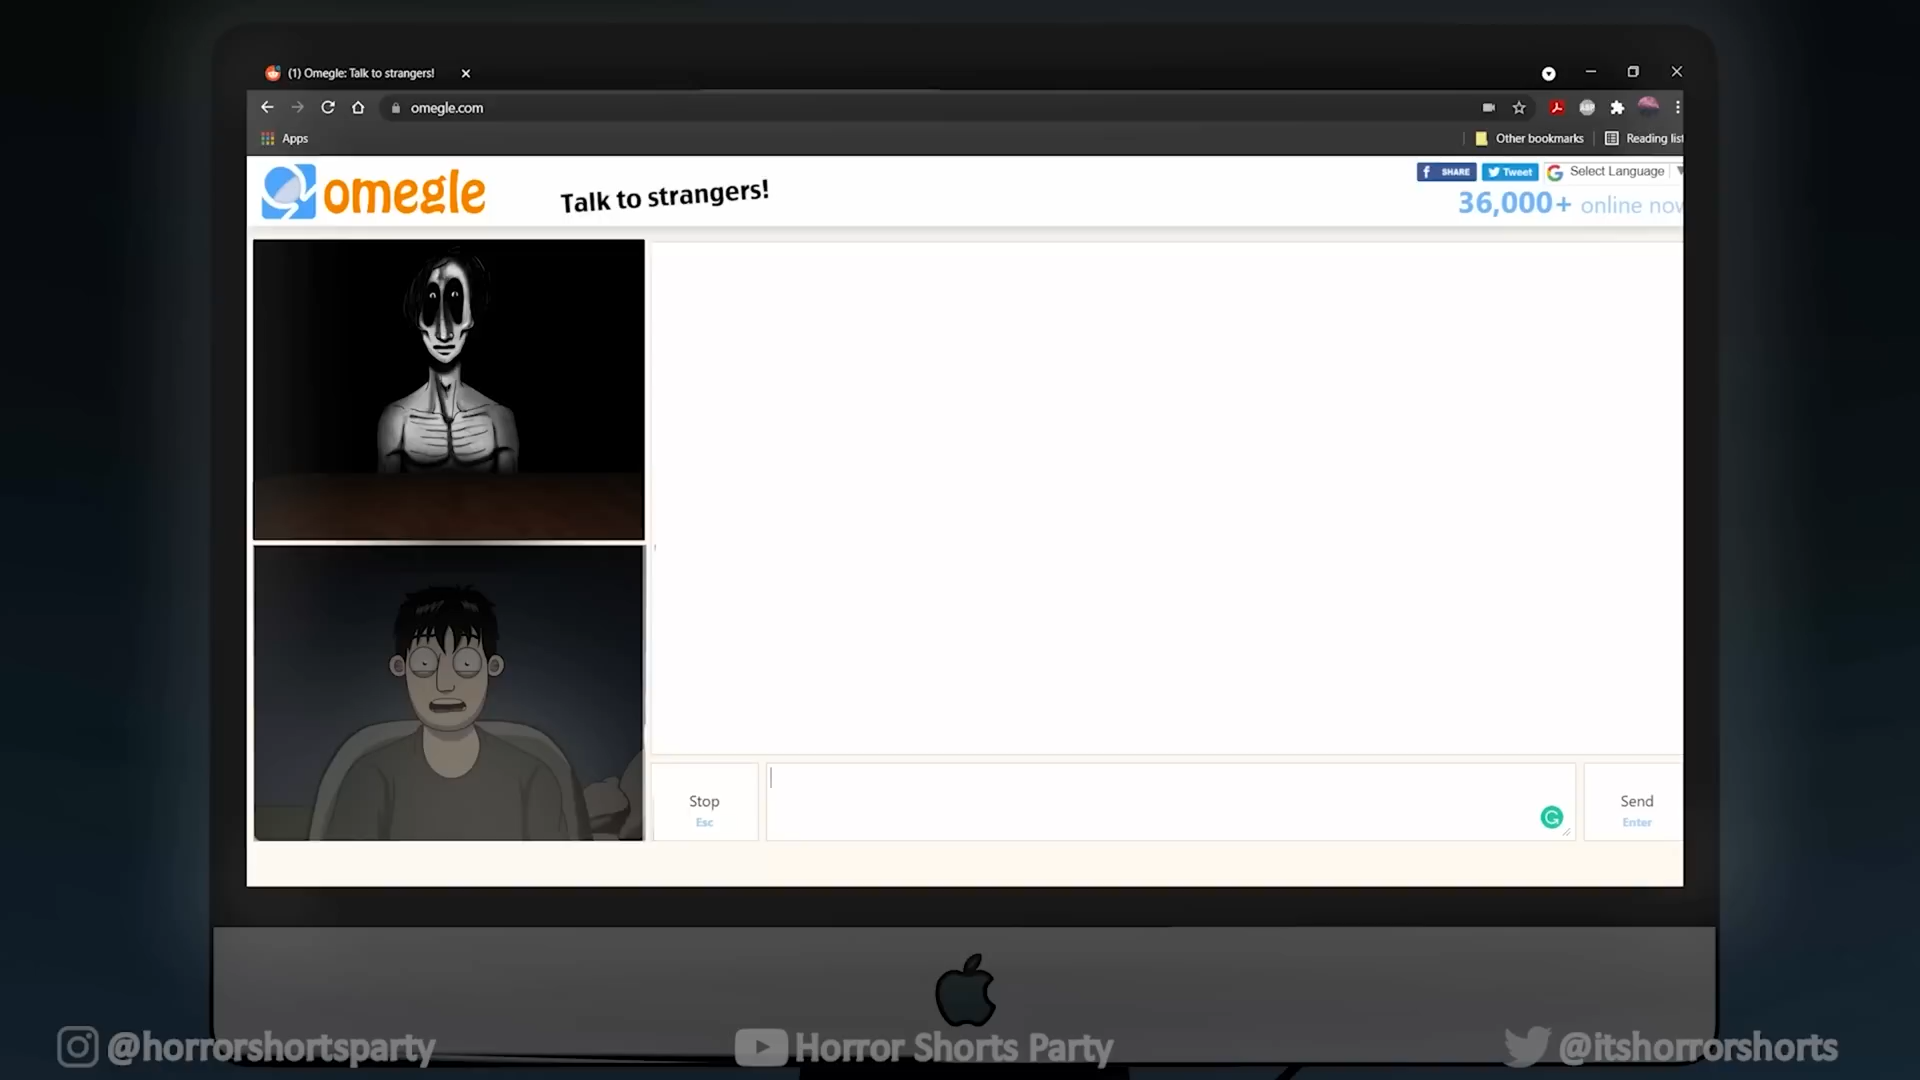 (1) Omegle: Talk to strangers!
omegle.com
Apps
Other bookmarks
Reading list
omegle
Talk to strangers!
f SHARE
Tweet
G Select Language
36,000+ online now
Stop
Esc
Send
Enter
@horrorshortsparty
Horror Shorts Party
@itshorrorshorts